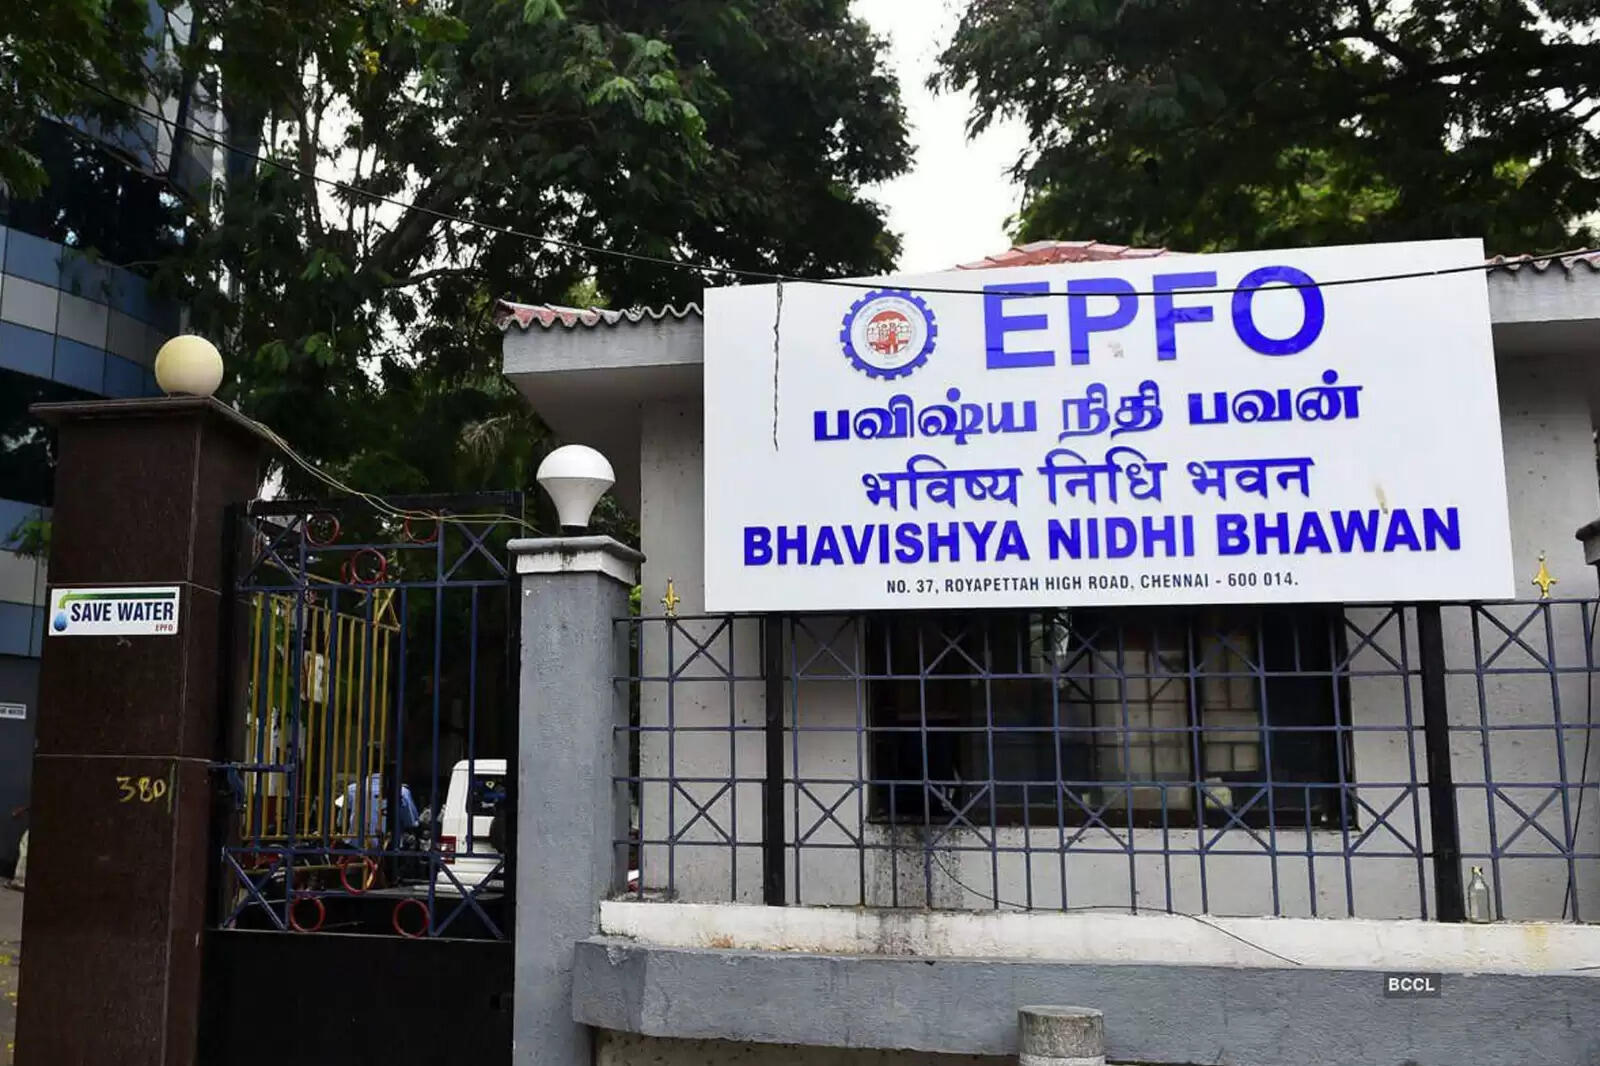 EPFO
பவிஷ்ய நிதி பவன்
भविष्य निधि भवन
BHAVISHYA NIDHI BHAWAN
NO. 37, ROYAPETTAH HIGH ROAD, CHENNAI - 600 014.
SAVE WATER
EPFO
380/
BCCL